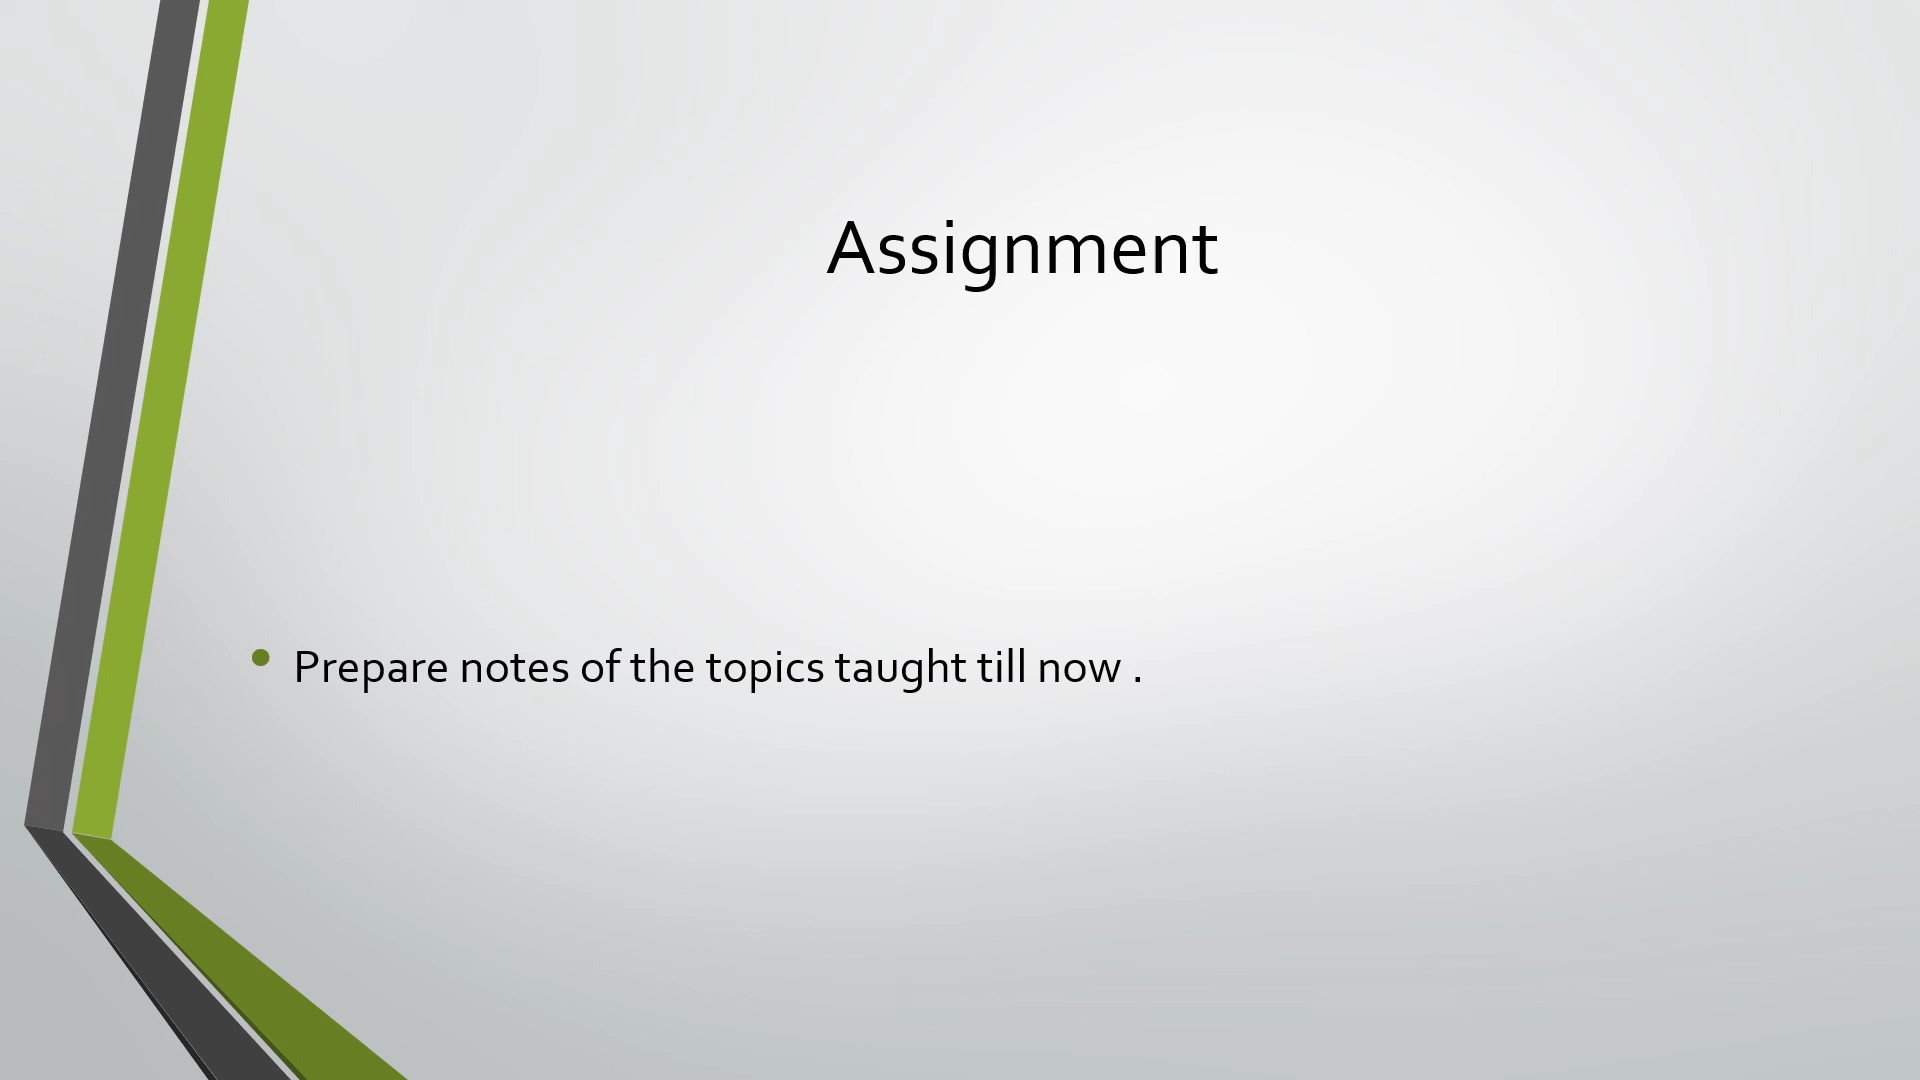 Assignment
• Prepare notes of the topics taught till now .